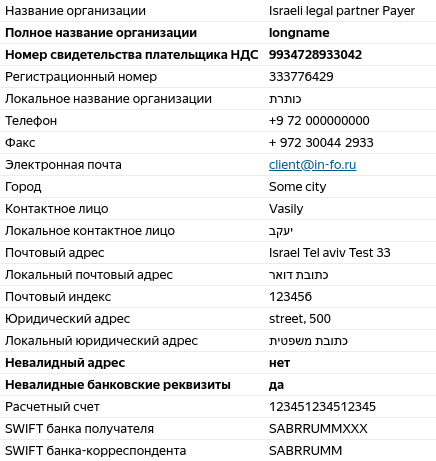 Название организации Israeli legal partner Payer
Полное название организации longname
Номер свидетельства плательщика НДС 9934728933042
Регистрационный номер 333776429
Локальное название организации כותרת
Телефон +9 72 000000000
Факс + 972 30044 2933
Электронная почта client@in-fo.ru
Город Some city
Контактное лицо Vasily
Локальное контактное лицо יעקב
Почтовый адрес Israel Tel aviv Test 33
Локальный почтовый адрес כתובת דואר
Почтовый индекс 123456
Юридический адрес street, 500
Локальный юридический адрес כתובת משפטית
Невалидный адрес нет
Невалидные банковские реквизиты да
Расчетный счет 123451234512345
SWIFT банка получателя SABRRUMMXXX
SWIFT банка-корреспондента SABRRUMM